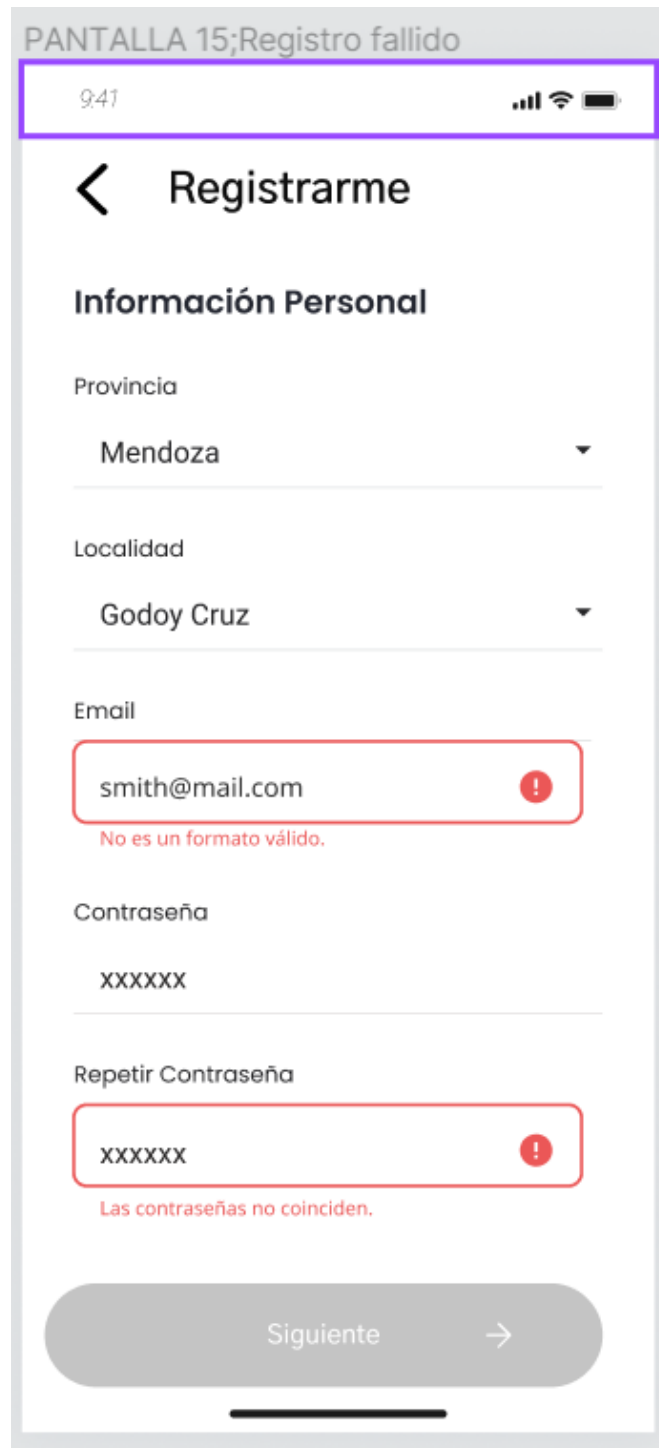 PANTALLA 15;Registro fallido
9:41
Registrarme
Información Personal
Provincia
Mendoza
Localidad
Godoy Cruz
Email
smith@mail.com
No es un formato válido.
Contraseña
xxxxxx
Repetir Contraseña
xxxxxx
Las contraseñas no coinciden.
Siguiente